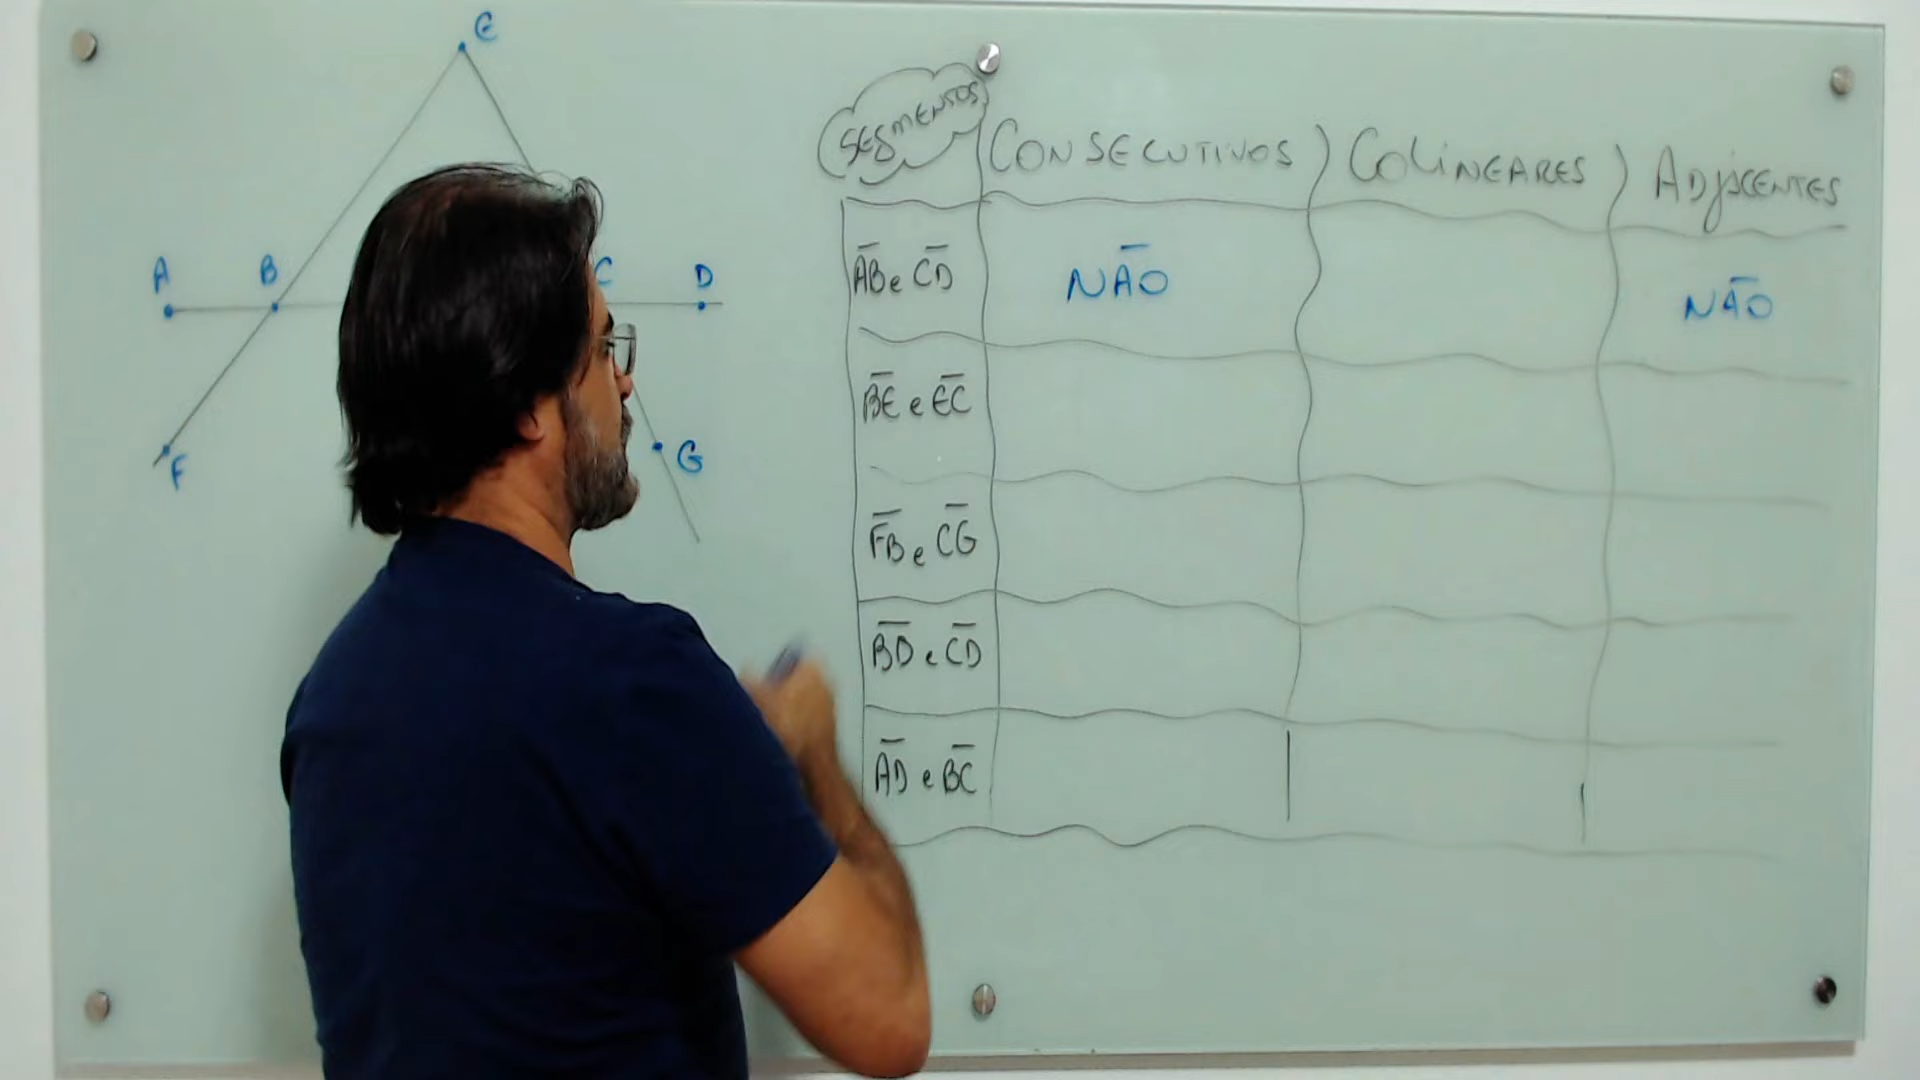 E
A B C D
F G
SEGMENTOS CONSECUTIVOS COLINEARES ADJACENTES
AB e CD NÃO NÃO
BE e EC
FB e CG
BD e CD
AD e BC